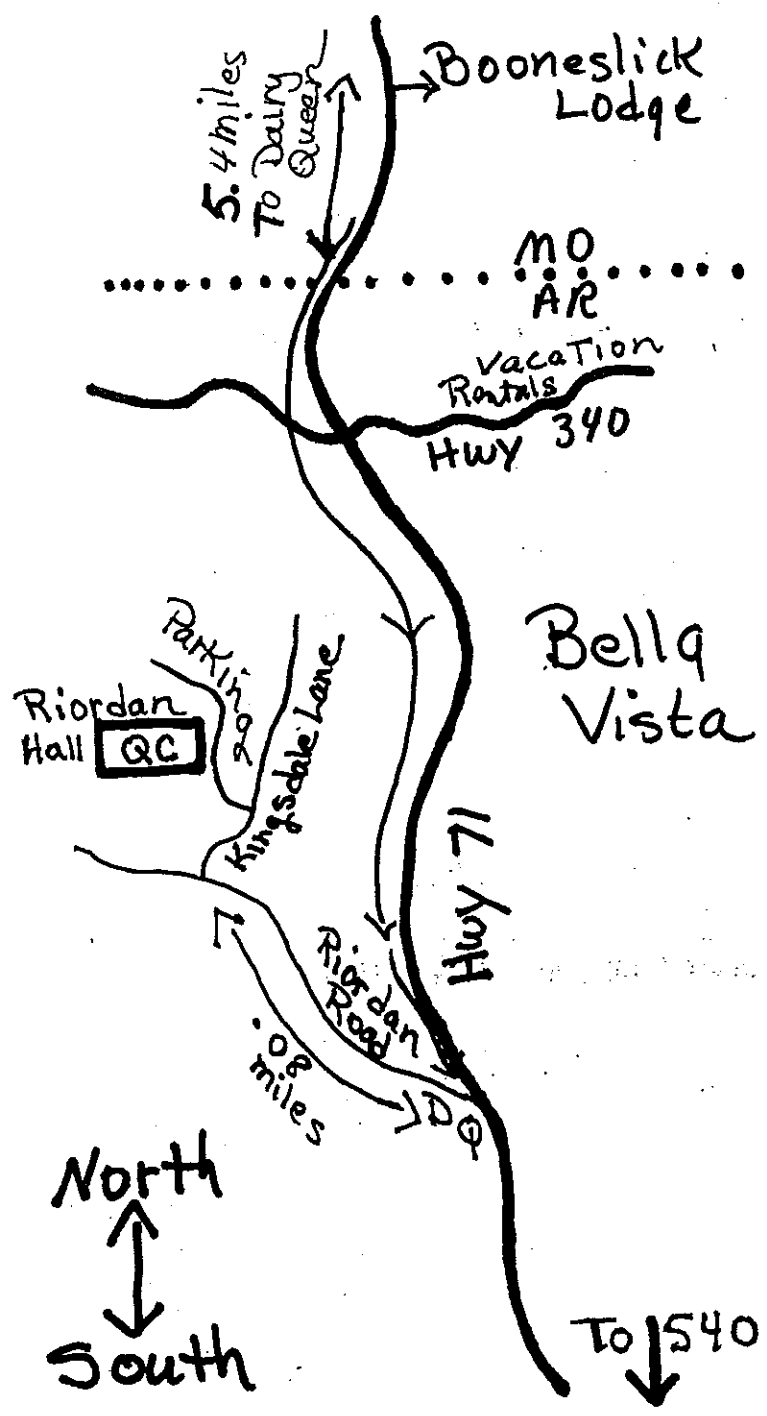 Booneslick
Lodge
5.4 miles
To Dairy
Queen
MO
AR
Vacation
Rentals
Hwy 340
Bella
Vista
Parking
Kingsdale Lane
Riordan
Hall
QC
Hwy 71
Riordan
Road
.08
miles
DQ
North
South
To 540